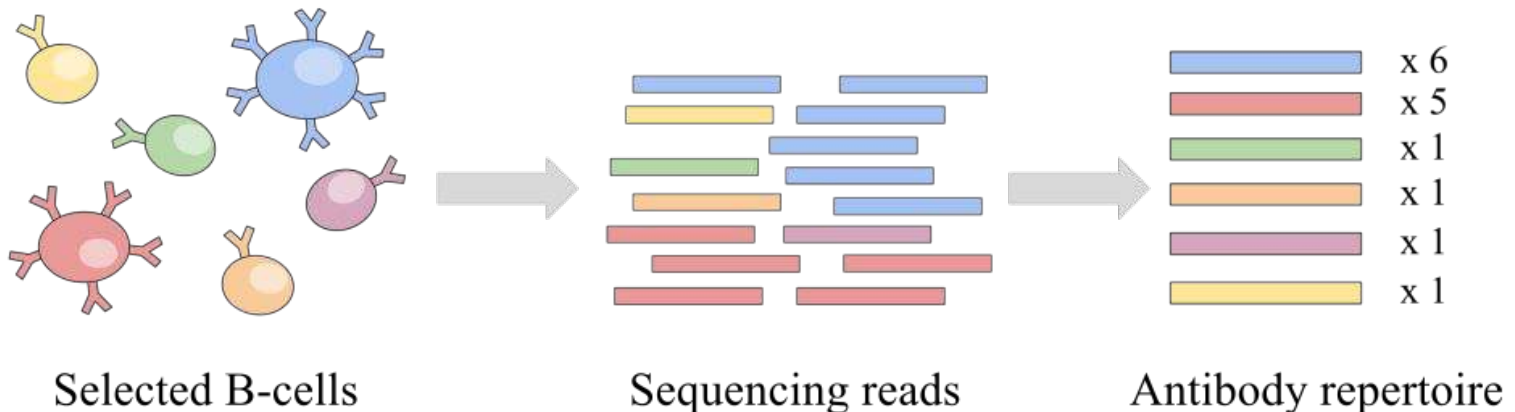 x 6
x 5
x 1
x 1
x 1
x 1
Selected B-cells
Sequencing reads
Antibody repertoire